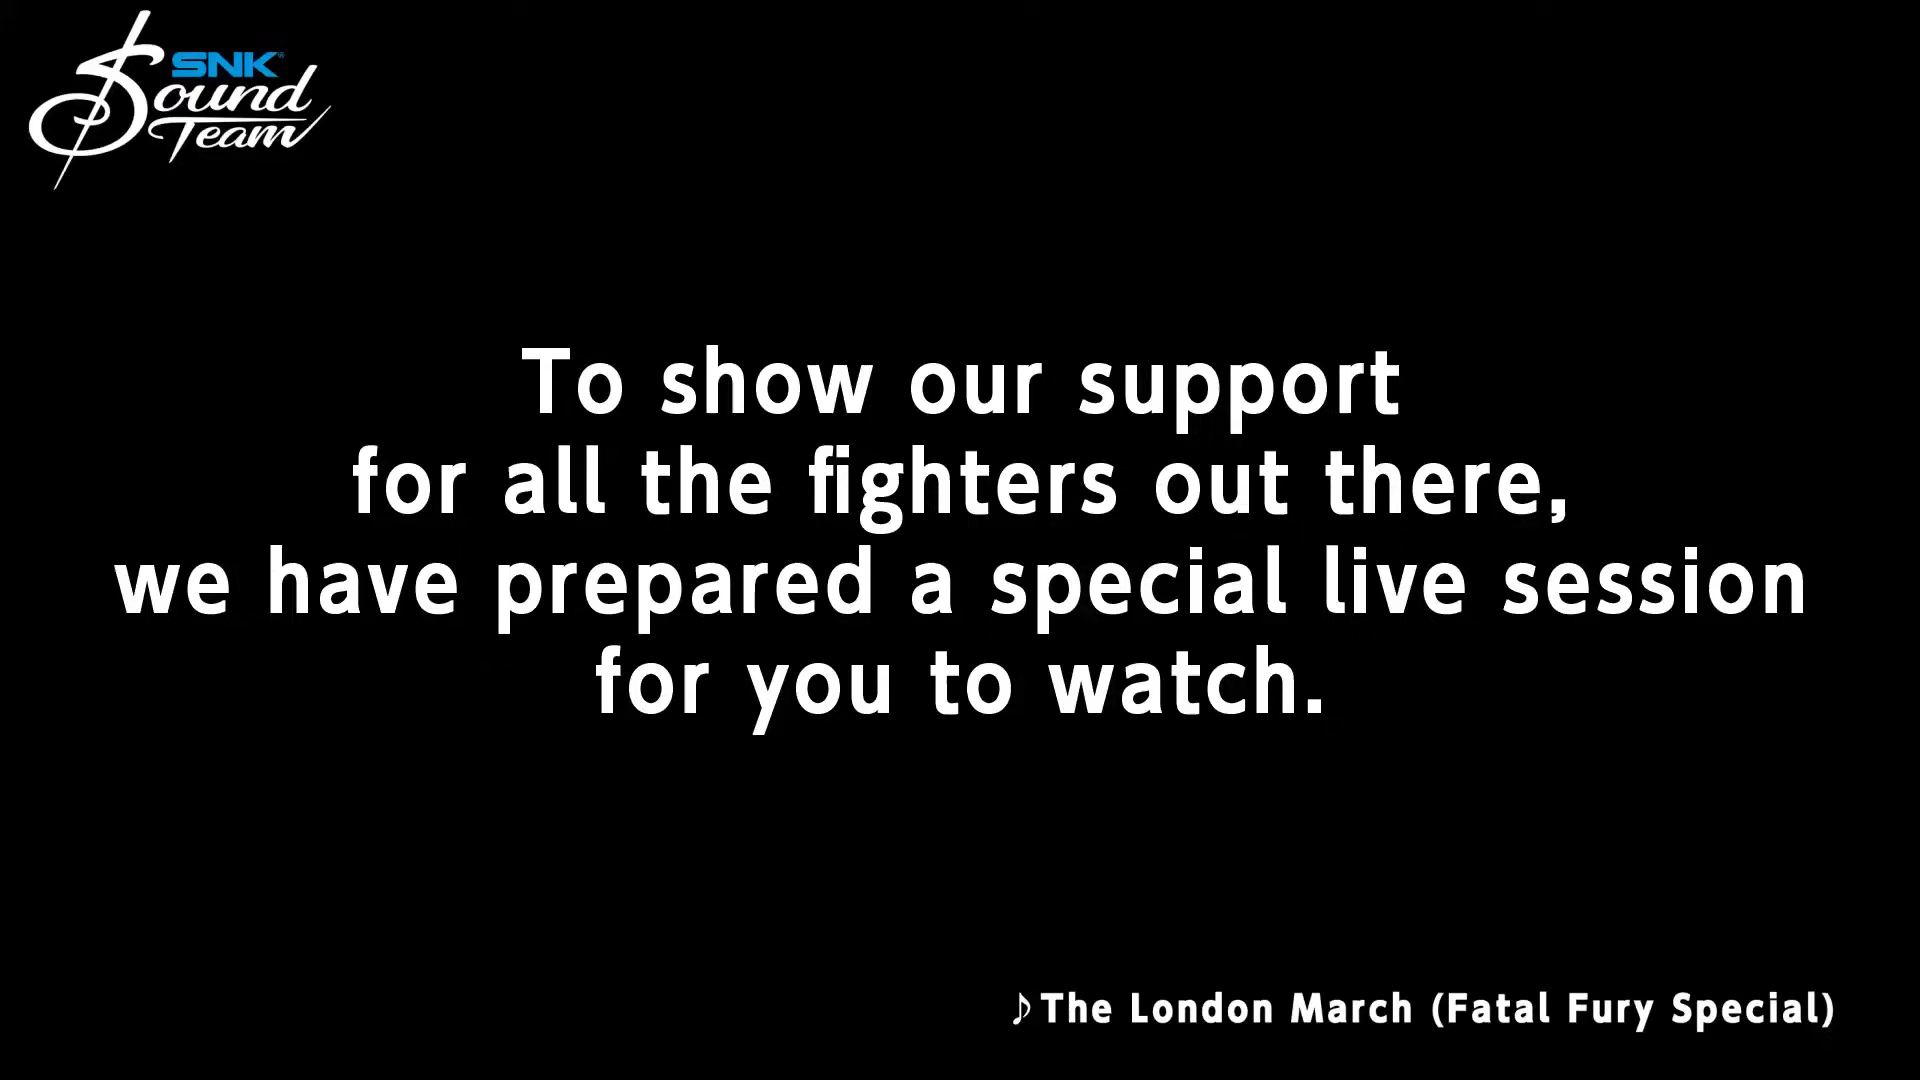 SNK®
Sound
Team
To show our support
for all the fighters out there,
we have prepared a special live session
for you to watch.
♪The London March (Fatal Fury Special)